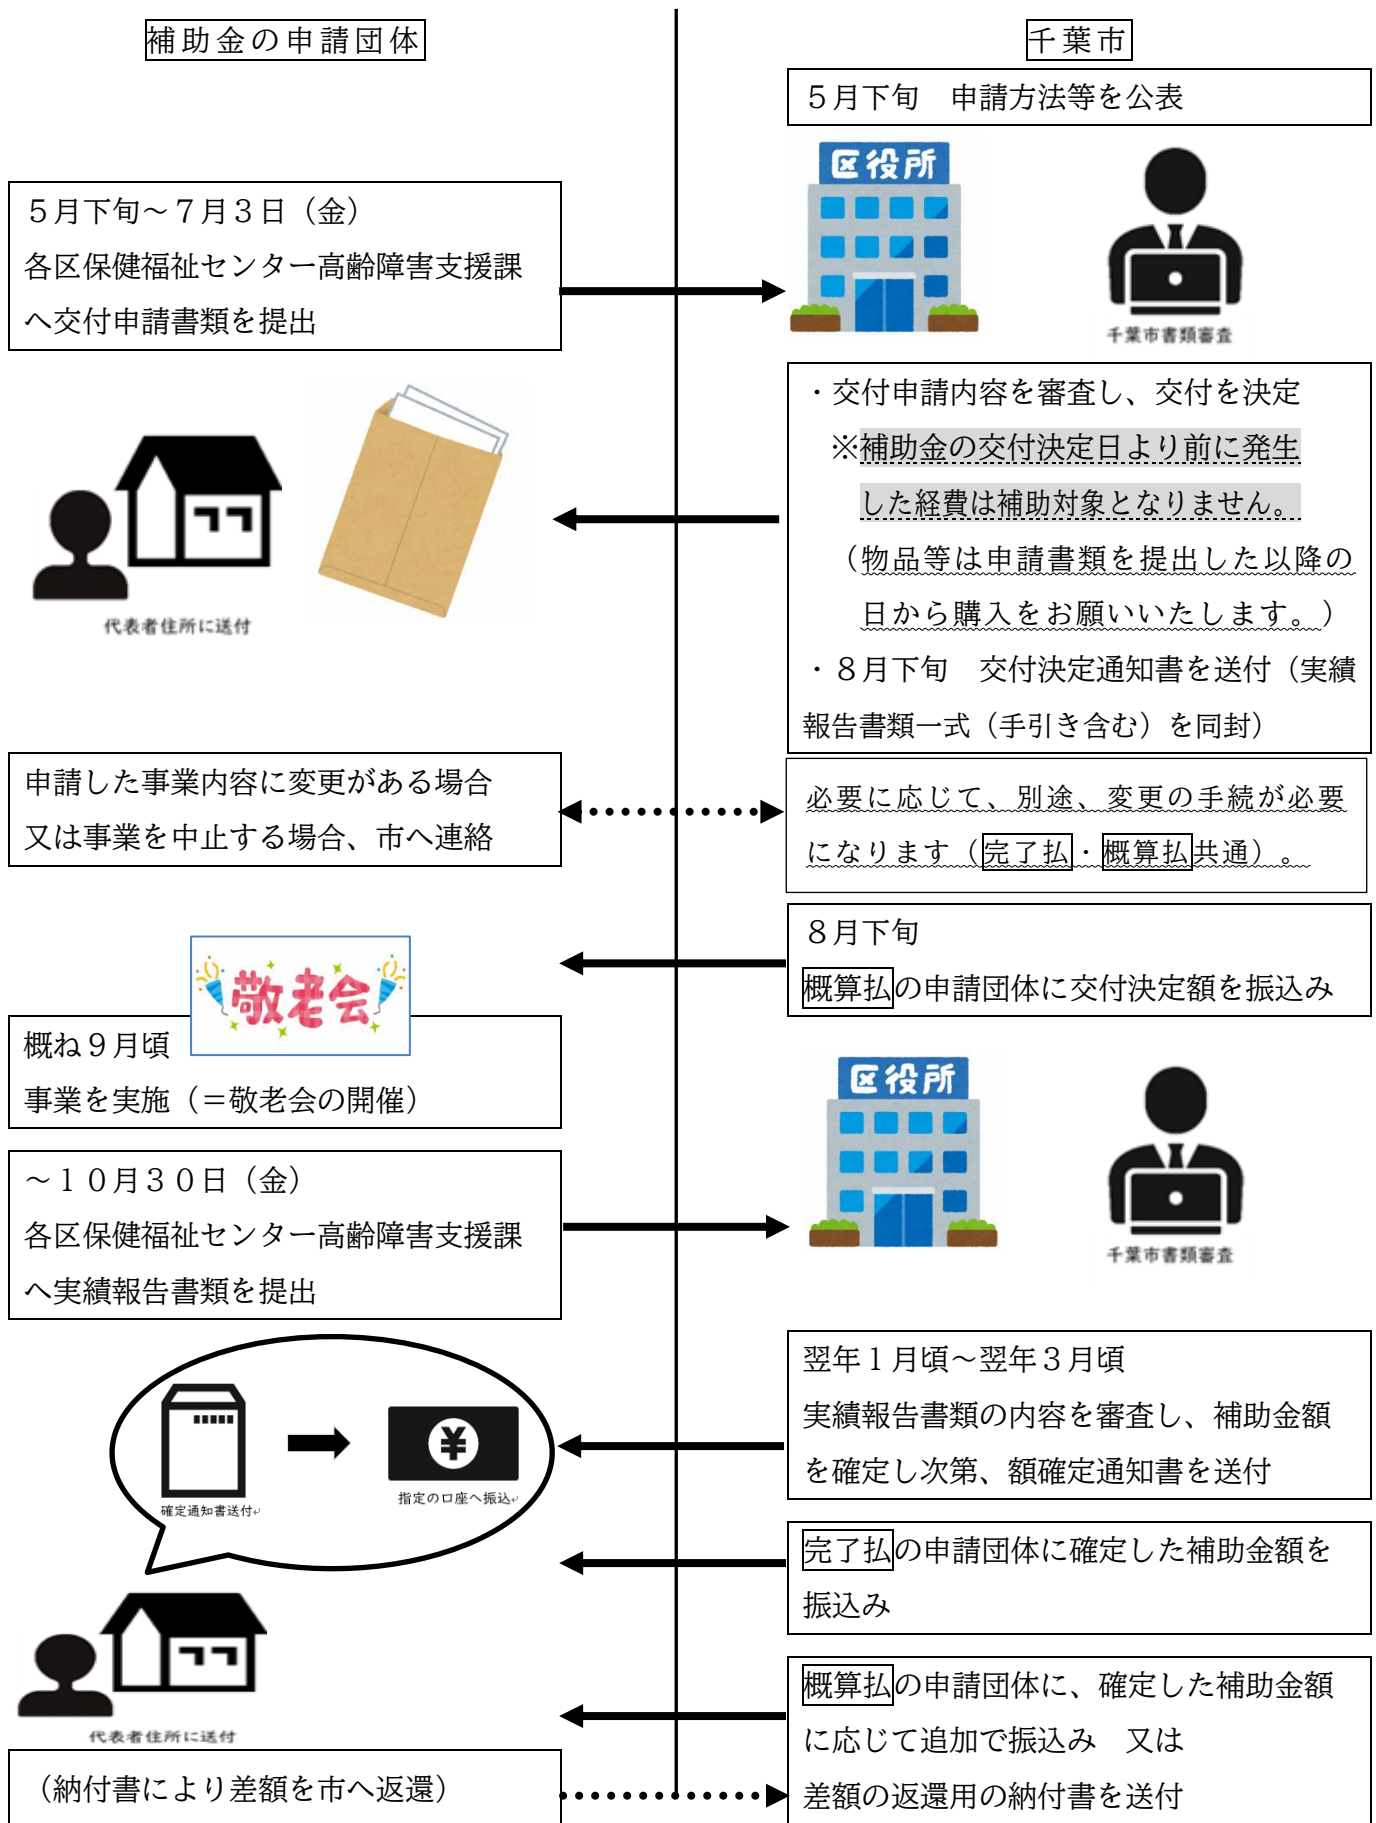 補助金の申請団体
千葉市
５月下旬　申請方法等を公表
区役所
千葉市書類審査
５月下旬～７月３日（金）
各区保健福祉センター高齢障害支援課
へ交付申請書類を提出
・交付申請内容を審査し、交付を決定
※補助金の交付決定日より前に発生
した経費は補助対象となりません。
（物品等は申請書類を提出した以降の
日から購入をお願いいたします。）
・８月下旬　交付決定通知書を送付（実績
報告書類一式（手引き含む）を同封）
代表者住所に送付
申請した事業内容に変更がある場合
又は事業を中止する場合、市へ連絡
必要に応じて、別途、変更の手続が必要
になります（完了払・概算払共通）。
８月下旬
概算払の申請団体に交付決定額を振込み
敬老会
概ね９月頃
事業を実施（＝敬老会の開催）
区役所
千葉市書類審査
～１０月３０日（金）
各区保健福祉センター高齢障害支援課
へ実績報告書類を提出
翌年１月頃～翌年３月頃
実績報告書類の内容を審査し、補助金額
を確定し次第、額確定通知書を送付
¥
確定通知書送付
指定の口座へ振込
完了払の申請団体に確定した補助金額を
振込み
代表者住所に送付
概算払の申請団体に、確定した補助金額
に応じて追加で振込み　又は
差額の返還用の納付書を送付
（納付書により差額を市へ返還）